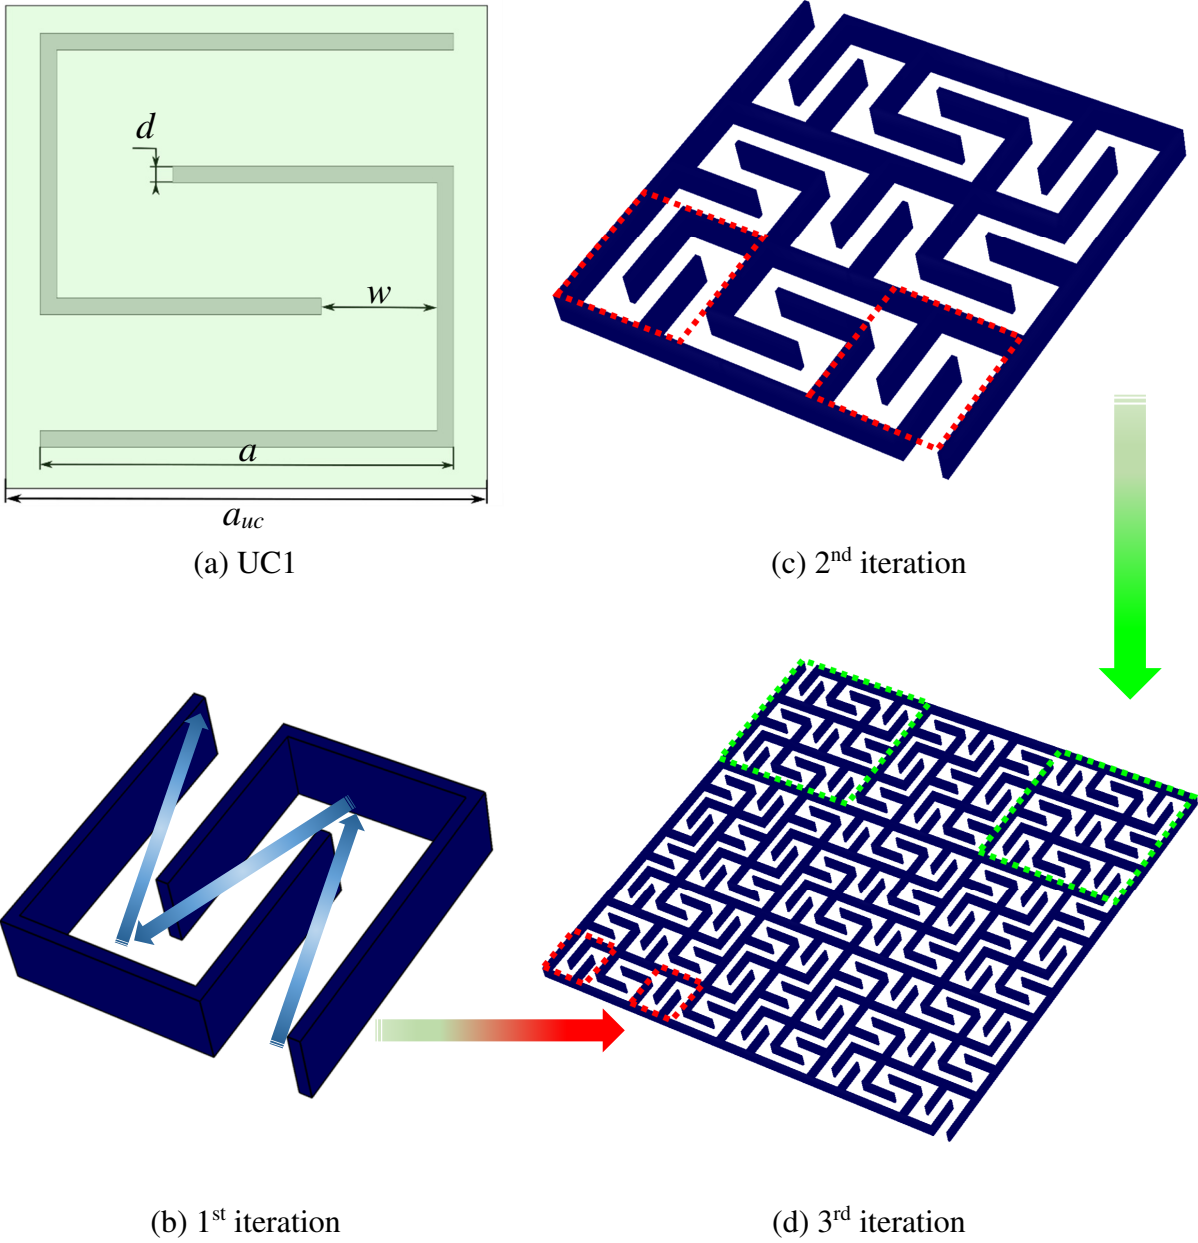 d
w
a
a_uc
(a) UC1
(c) 2nd iteration
(b) 1st iteration
(d) 3rd iteration